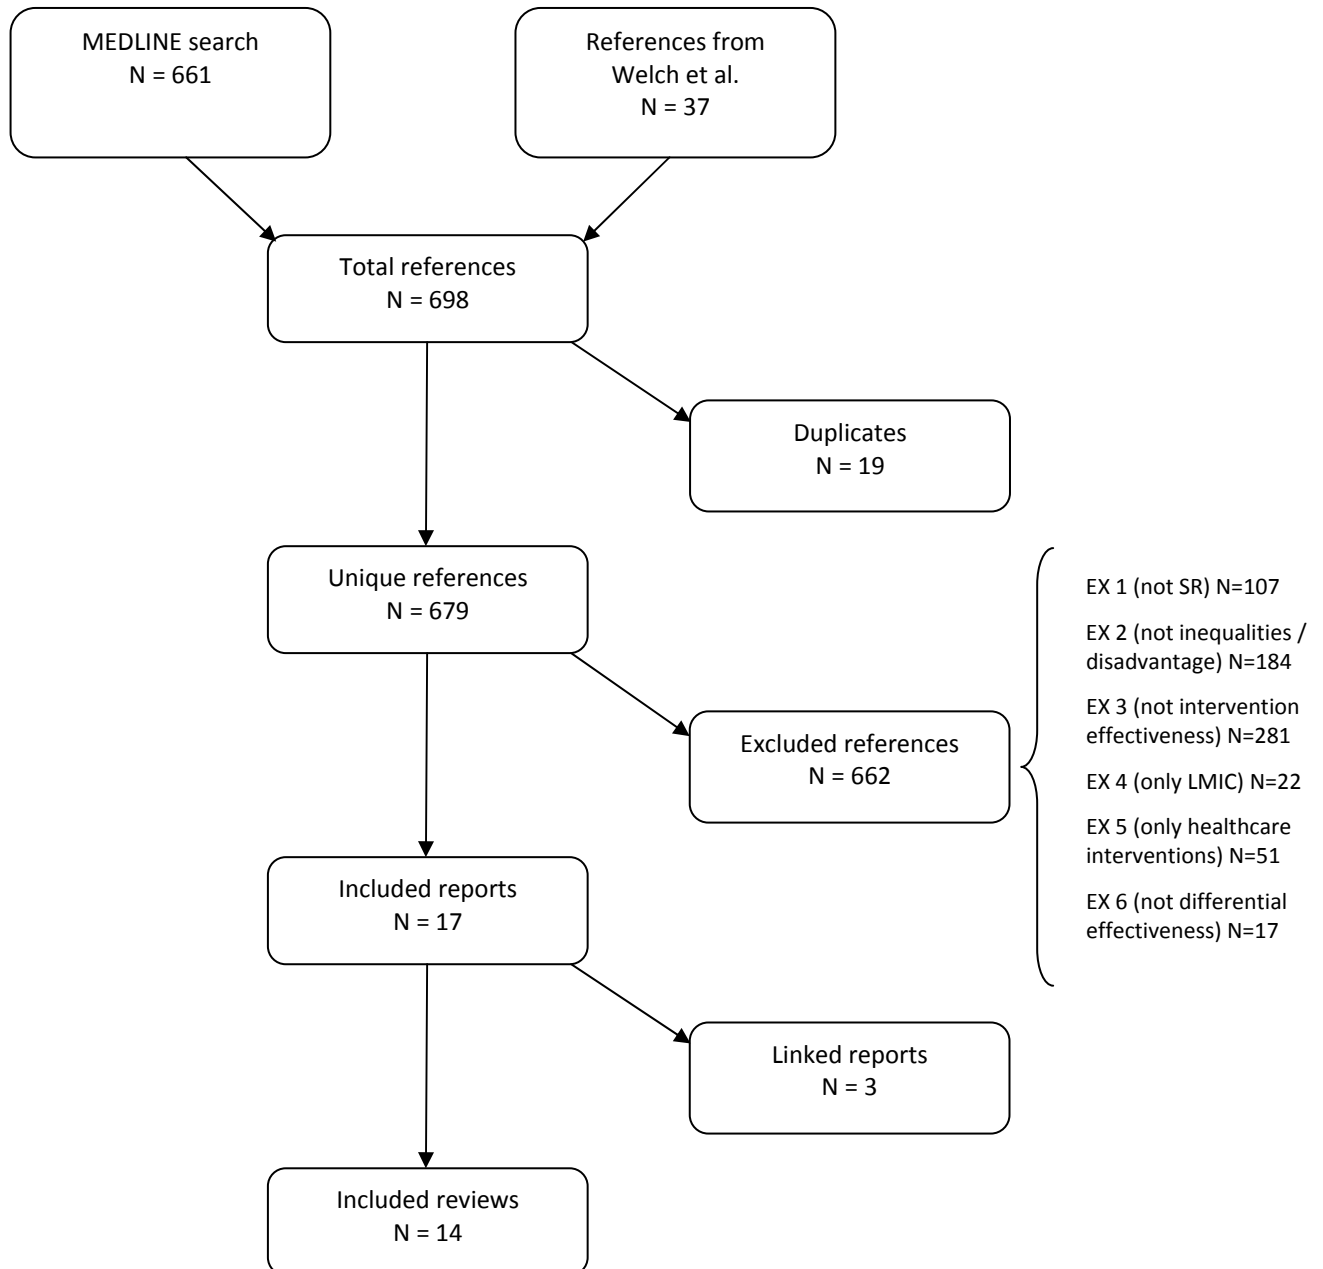 MEDLINE search
N = 661
References from
Welch et al.
N = 37
Total references
N = 698
Duplicates
N = 19
Unique references
N = 679
Excluded references
N = 662
EX 1 (not SR) N=107
EX 2 (not inequalities /
disadvantage) N=184
EX 3 (not intervention
effectiveness) N=281
EX 4 (only LMIC) N=22
EX 5 (only healthcare
interventions) N=51
EX 6 (not differential
effectiveness) N=17
Included reports
N = 17
Linked reports
N = 3
Included reviews
N = 14